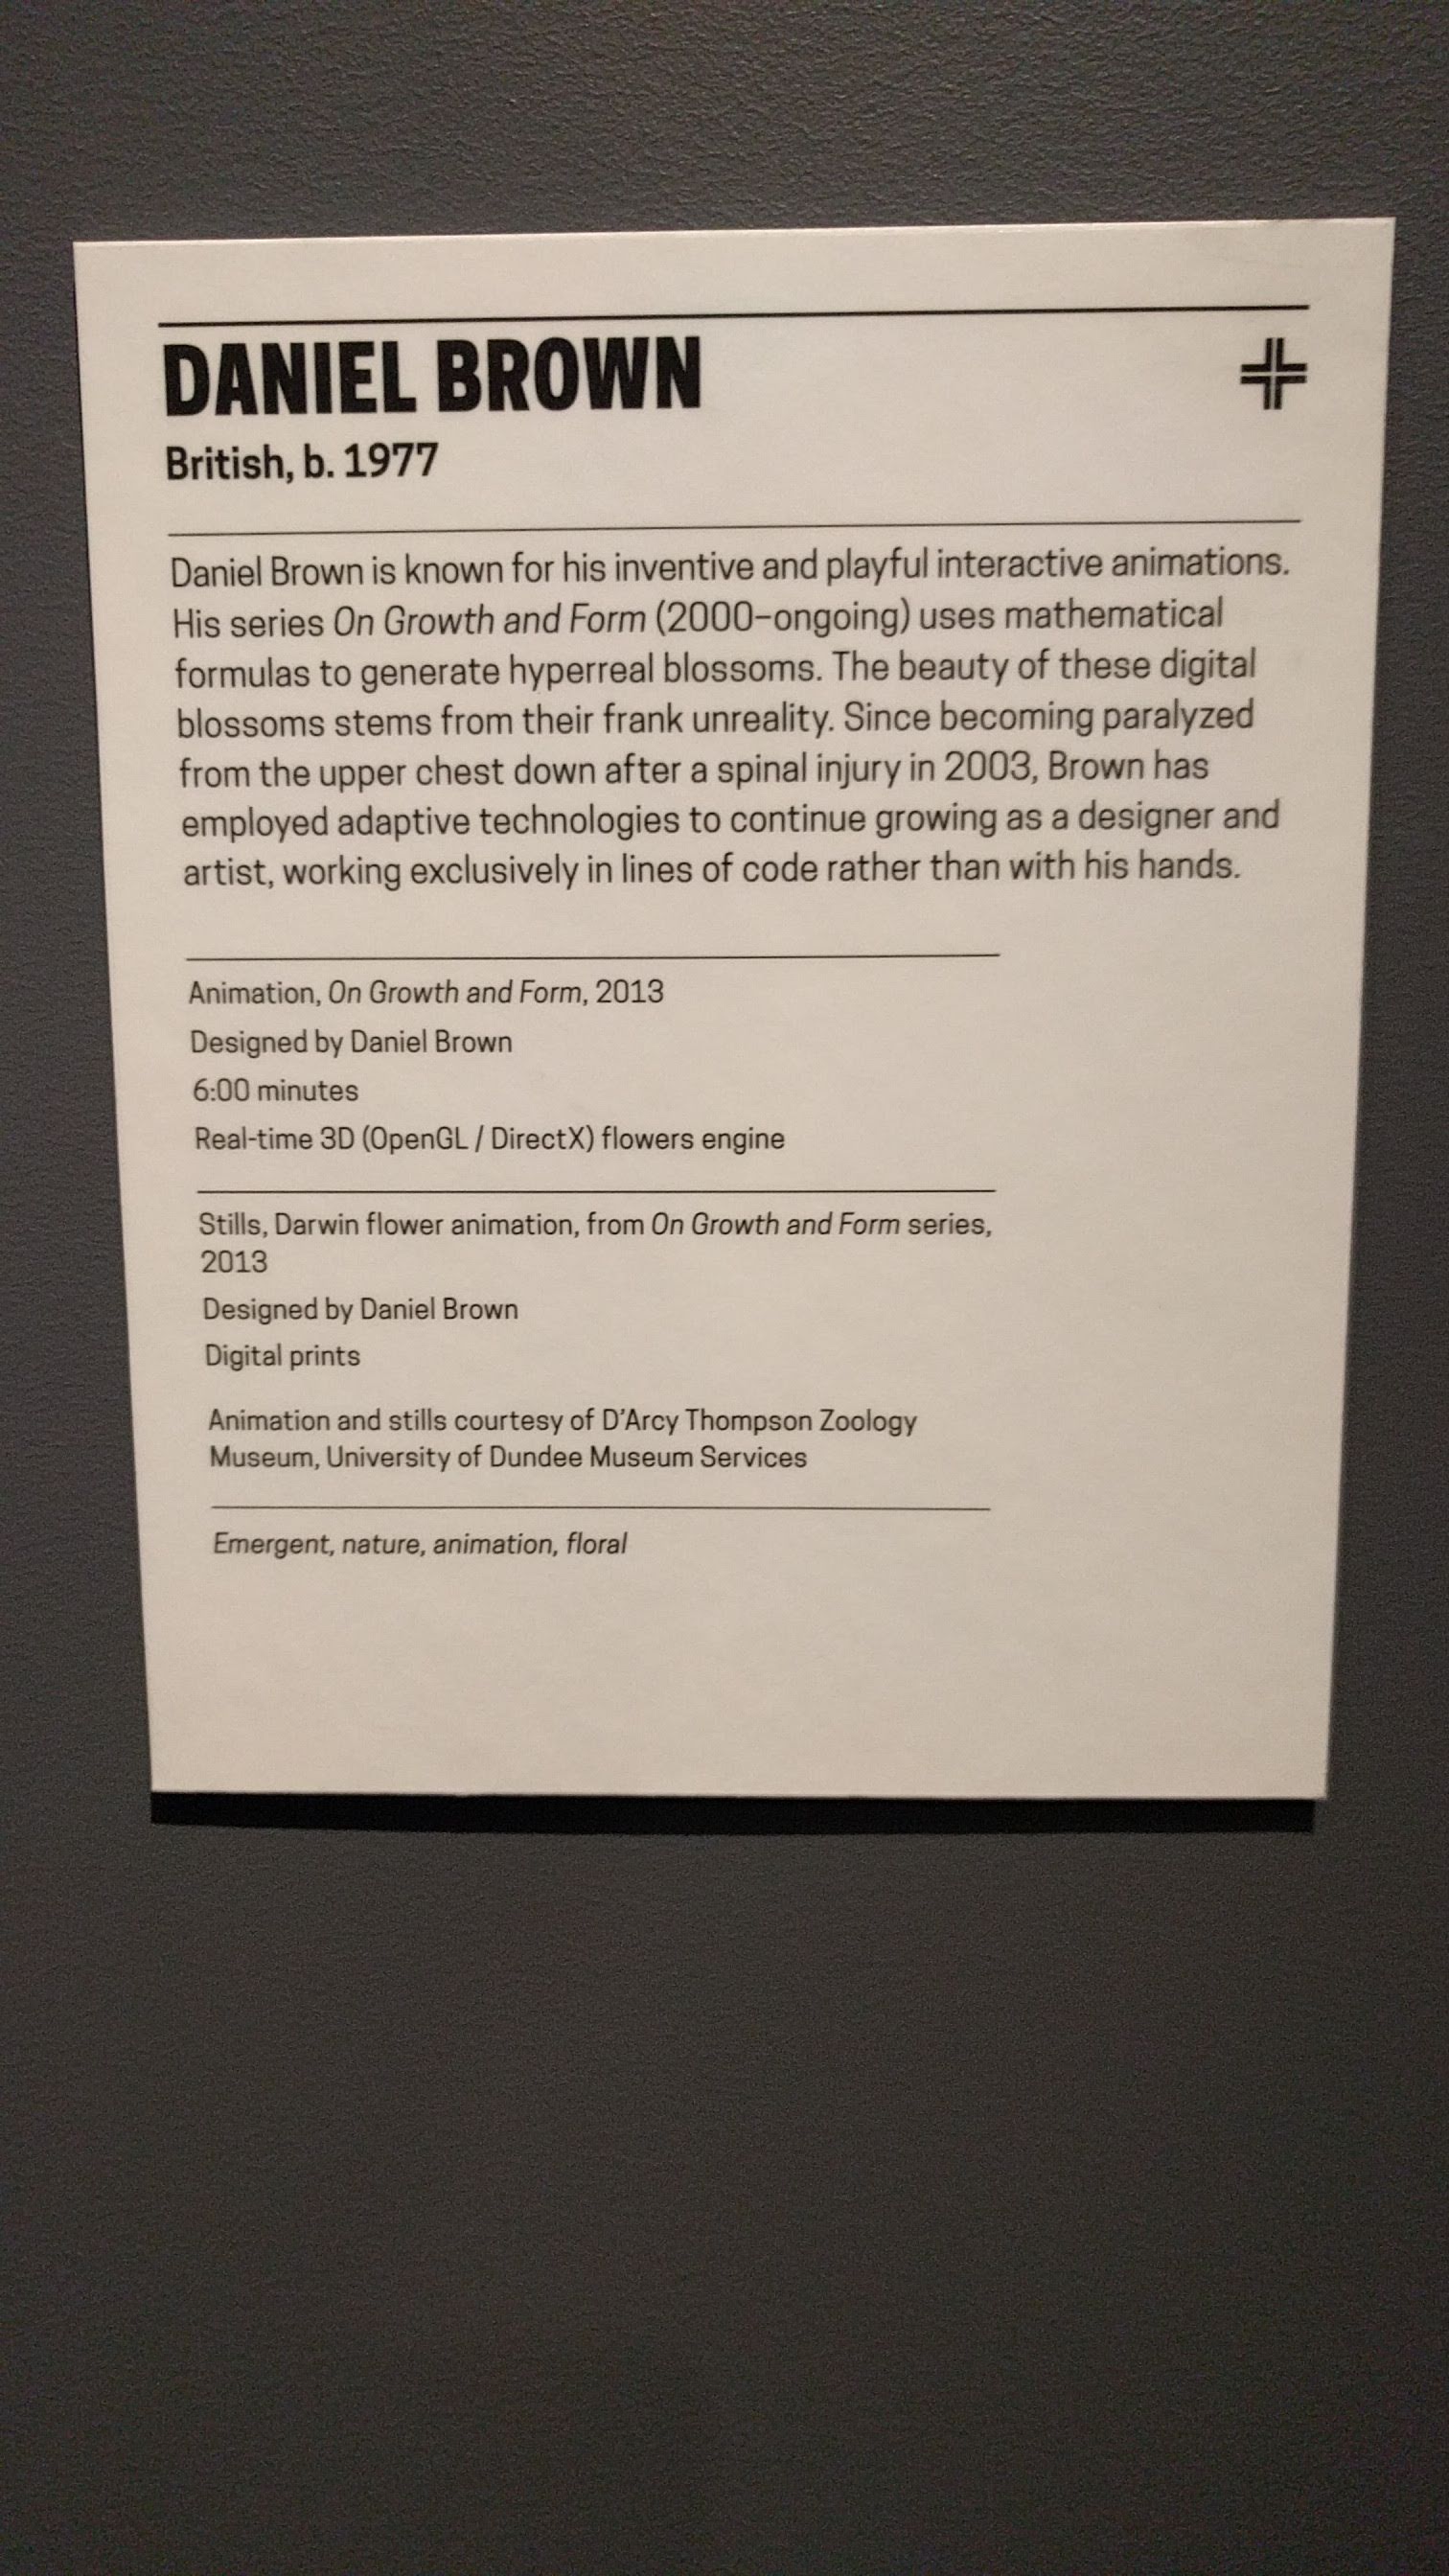 DANIEL BROWN
British, b. 1977
Daniel Brown is known for his inventive and playful interactive animations.
His series On Growth and Form (2000–ongoing) uses mathematical
formulas to generate hyperreal blossoms. The beauty of these digital
blossoms stems from their frank unreality. Since becoming paralyzed
from the upper chest down after a spinal injury in 2003, Brown has
employed adaptive technologies to continue growing as a designer and
artist, working exclusively in lines of code rather than with his hands.
Animation, On Growth and Form, 2013
Designed by Daniel Brown
6:00 minutes
Real-time 3D (OpenGL / DirectX) flowers engine
Stills, Darwin flower animation, from On Growth and Form series,
2013
Designed by Daniel Brown
Digital prints
Animation and stills courtesy of D’Arcy Thompson Zoology
Museum, University of Dundee Museum Services
Emergent, nature, animation, floral